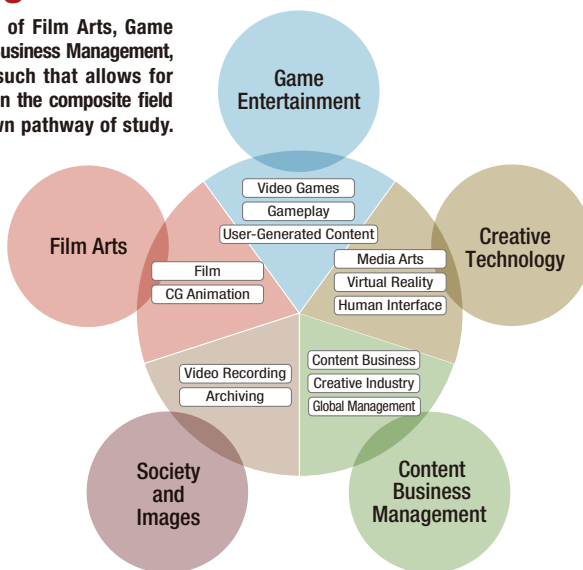 of Film Arts, Game
usiness Management,
such that allows for
n the composite field
wn pathway of study.
Game
Entertainment
Video Games
Gameplay
User-Generated Content
Film Arts
Film
CG Animation
Creative
Technology
Media Arts
Virtual Reality
Human Interface
Video Recording
Archiving
Content Business
Creative Industry
Global Management
Society
and
Images
Content
Business
Management